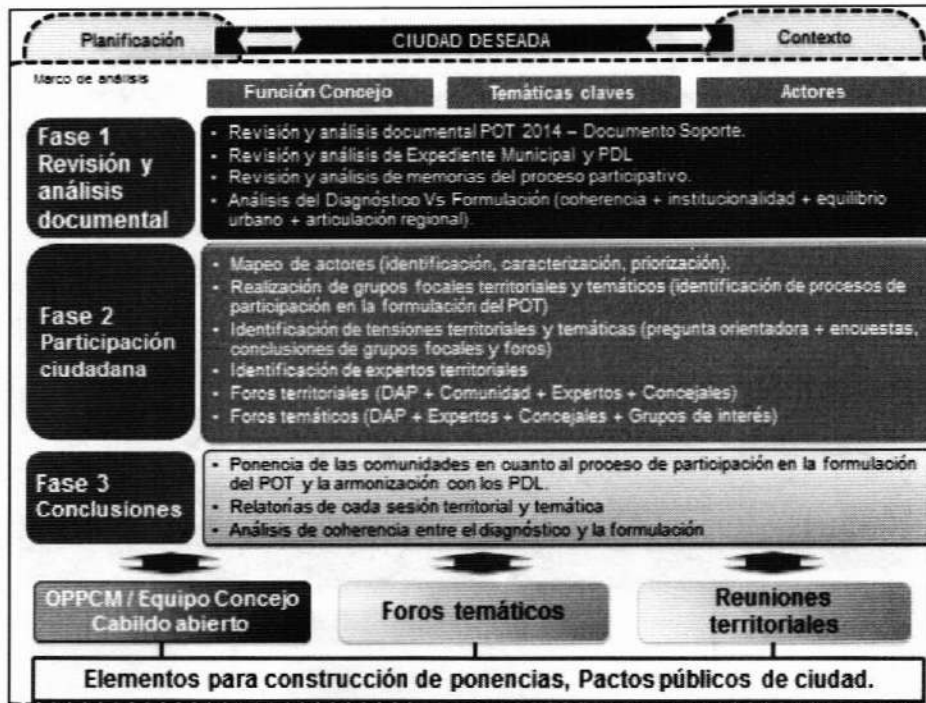 Planificación
CIUDAD DESEADA
Contexto
Marco de análisis
Función Concejo
Temáticas claves
Actores
Fase 1
Revisión y
análisis
documental
• Revisión y análisis documental POT 2014 – Documento Soporte.
• Revisión y análisis de Expediente Municipal y PDL
• Revisión y análisis de memorias del proceso participativo.
• Análisis del Diagnóstico Vs Formulación (coherencia + institucionalidad + equilibrio
urbano + articulación regional).
Fase 2
Participación
ciudadana
• Mapeo de actores (identificación, caracterización, priorización).
• Realización de grupos focales territoriales y temáticos (identificación de procesos de
participación en la formulación del POT)
• Identificación de tensiones territoriales y temáticas (pregunta orientadora + encuestas,
conclusiones de grupos focales y foros)
• Identificación de expertos territoriales
• Foros territoriales (DAP + Comunidad + Expertos + Concejales)
• Foros temáticos (DAP + Expertos + Concejales + Grupos de interés)
Fase 3
Conclusiones
• Ponencia de las comunidades en cuanto al proceso de participación en la formulación
del POT y la armonización con los PDL.
• Relatorías de cada sesión territorial y temática
• Análisis de coherencia entre el diagnóstico y la formulación
OPPCM / Equipo Concejo
Cabildo abierto
Foros temáticos
Reuniones
territoriales
Elementos para construcción de ponencias, Pactos públicos de ciudad.